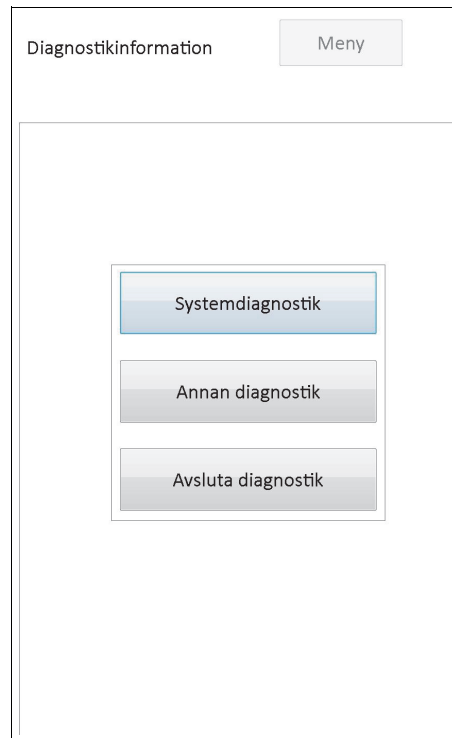 Diagnostikinformation
Meny
Systemdiagnostik
Annan diagnostik
Avsluta diagnostik